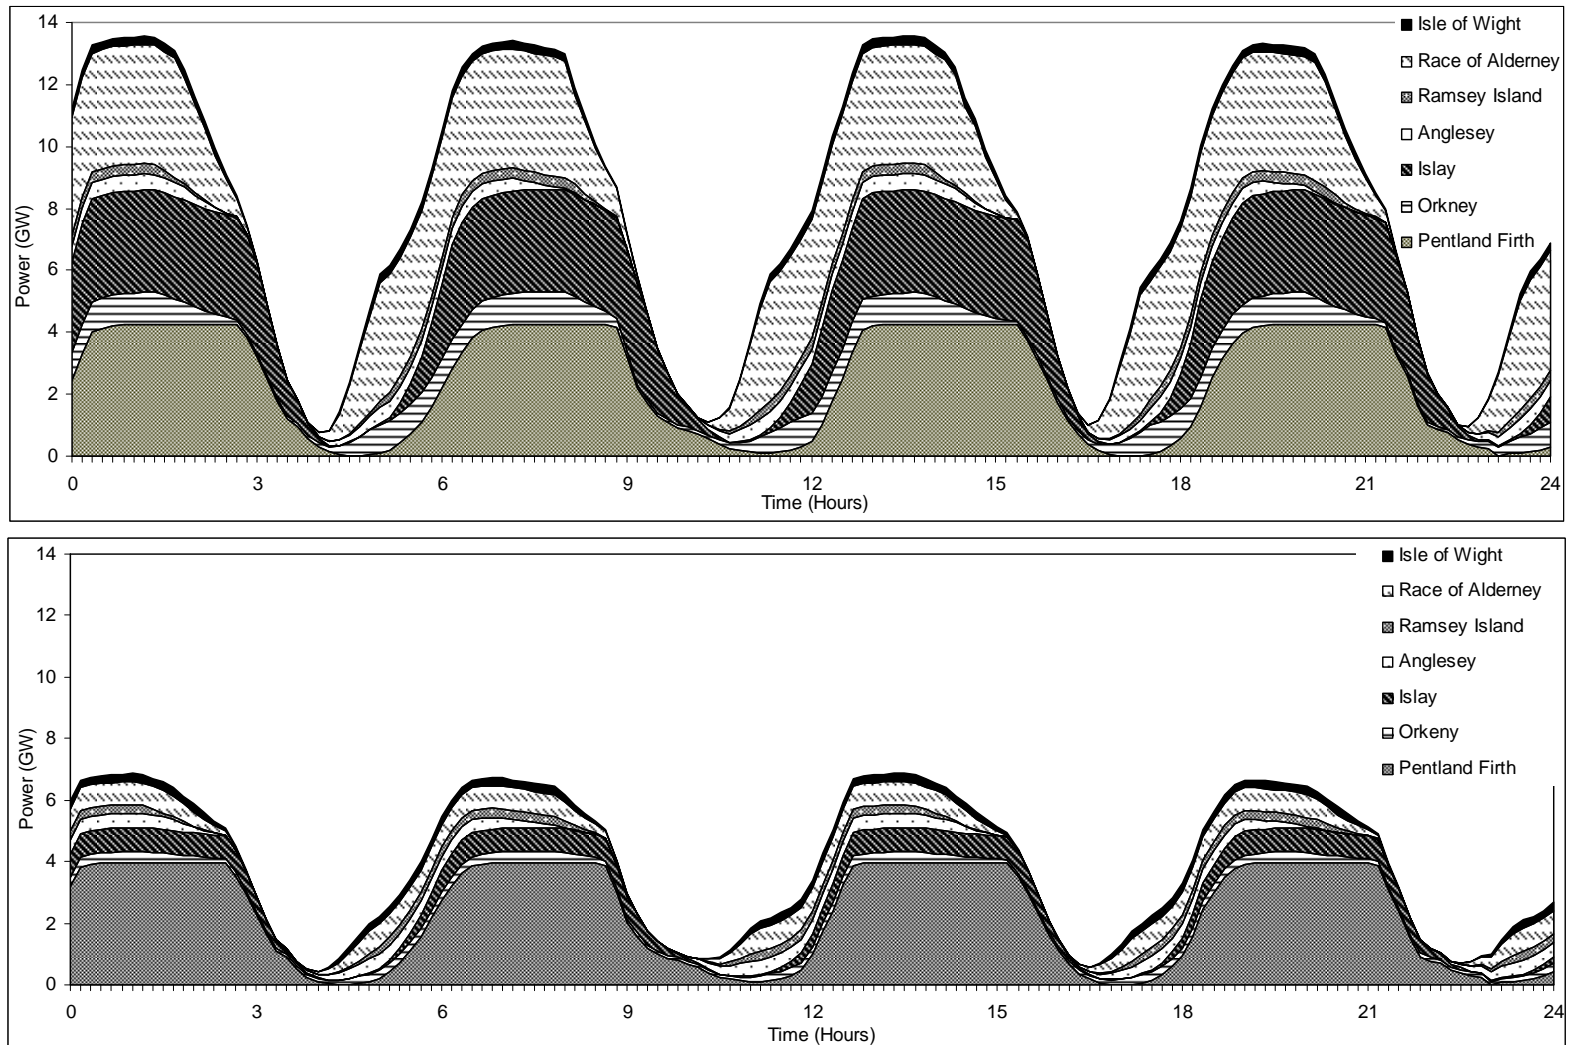 14
12
10
8
6
4
2
0
Power (GW)
0 3 6 9 12 15 18 21 24
Time (Hours)
Isle of Wight
Race of Alderney
Ramsey Island
Anglesey
Islay
Orkney
Pentland Firth
14
12
10
8
6
4
2
0
Power (GW)
0 3 6 9 12 15 18 21 24
Time (Hours)
Isle of Wight
Race of Alderney
Ramsey Island
Anglesey
Islay
Orkeny
Pentland Firth